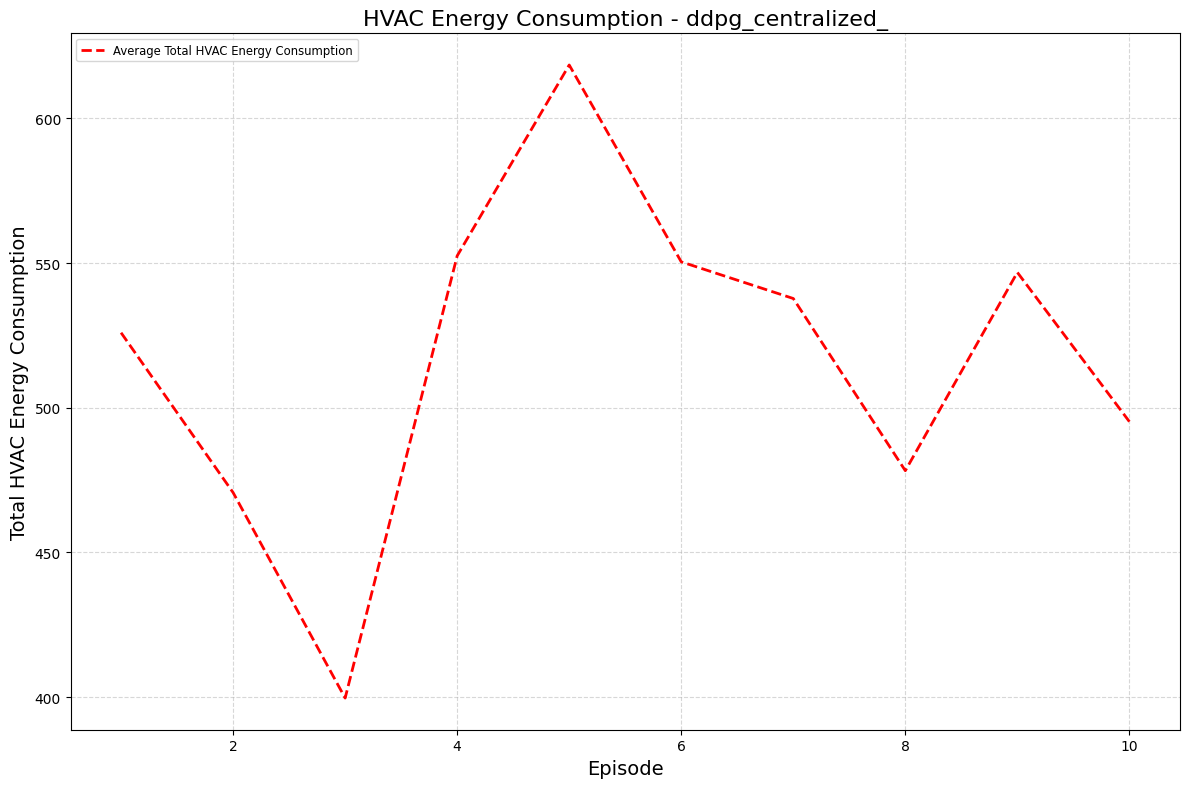 HVAC Energy Consumption - ddpg_centralized_
Average Total HVAC Energy Consumption
Total HVAC Energy Consumption
600
550
500
450
400
2
4
6
8
10
Episode